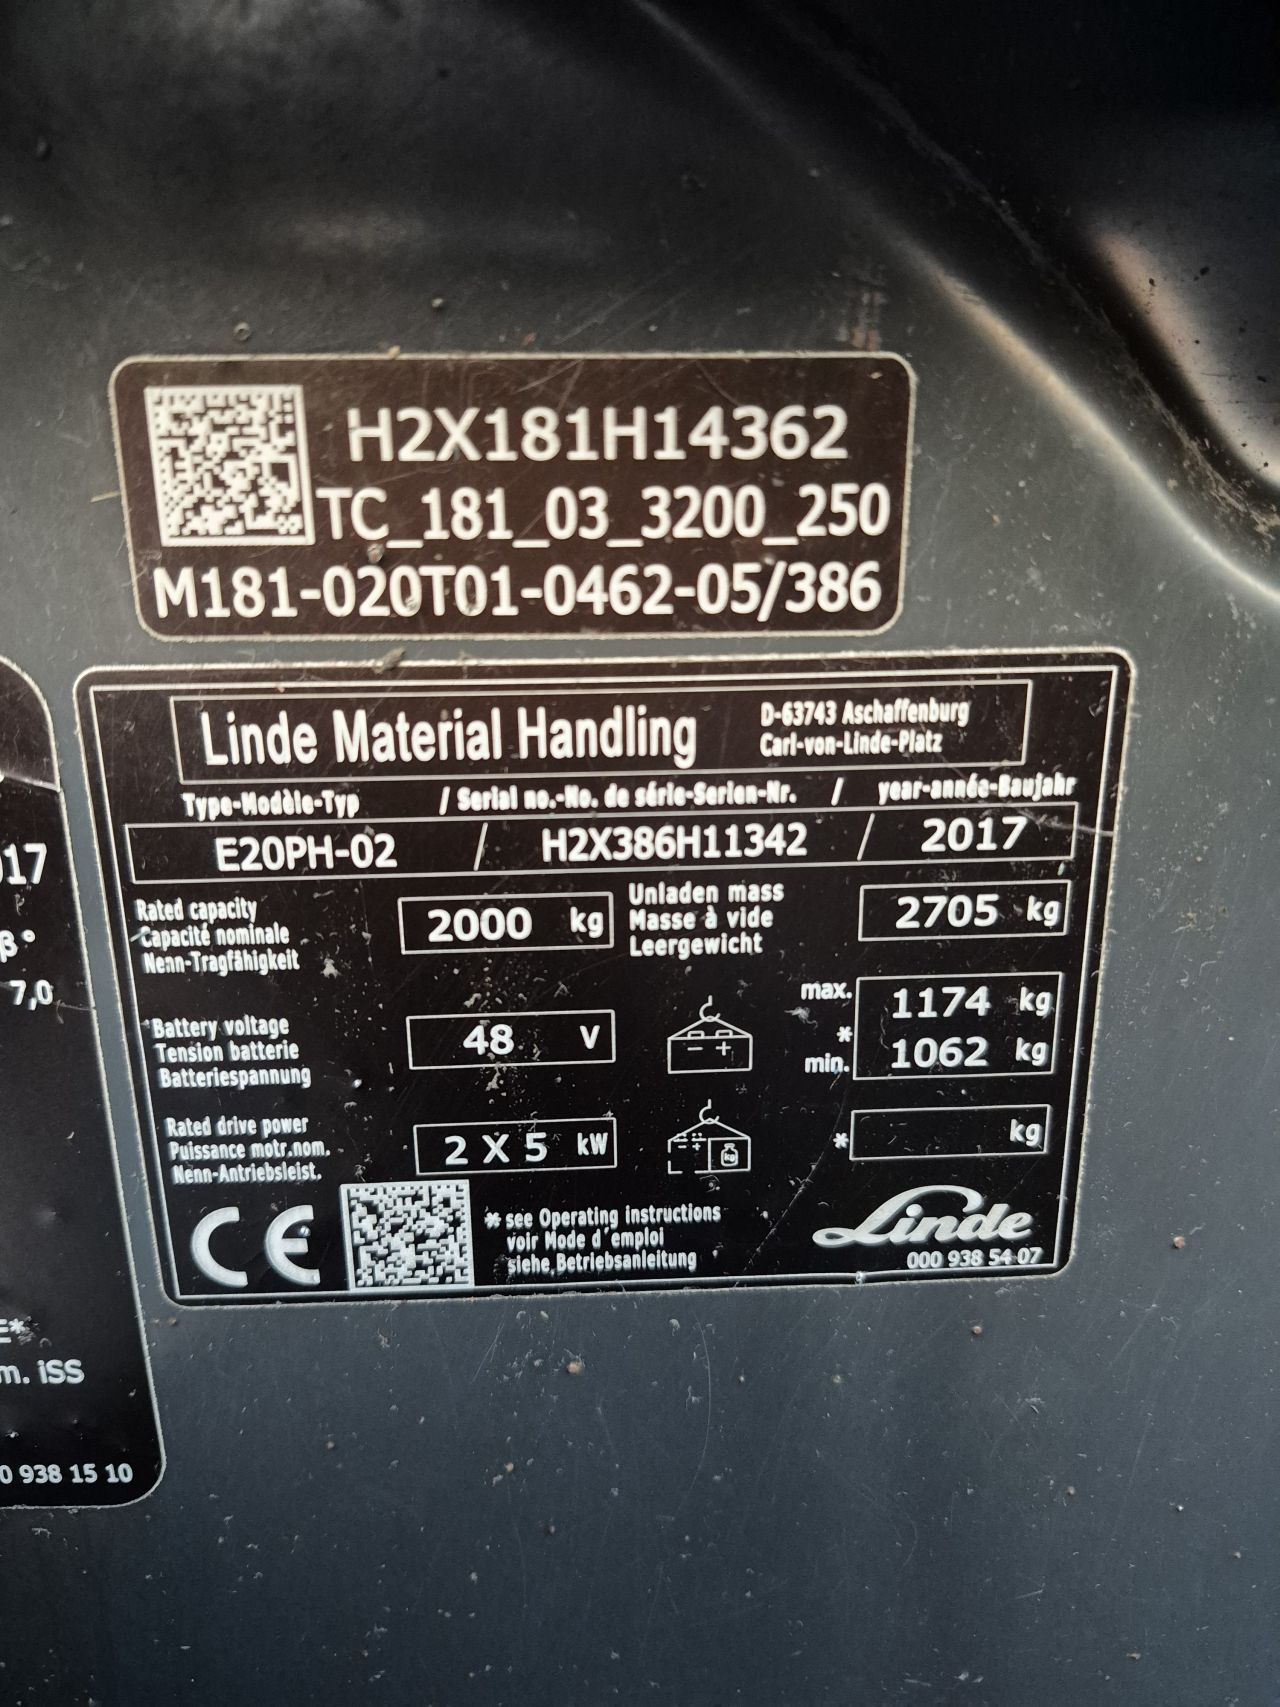 H2X181H14362
TC_181_03_3200_250
M181-020T01-0462-05/386
Linde Material Handling
D-63743 Aschaffenburg
Carl-von-Linde-Platz
Type-Modèle-Typ / Serial no.-No. de série-Serien-Nr. / year-année-Baujahr
E20PH-02 / H2X386H11342 / 2017
Rated capacity
Capacité nominale
Nenn-Tragfähigkeit
2000 kg
Unladen mass
Masse à vide
Leergewicht
2705 kg
Battery voltage
Tension batterie
Batteriespannung
48 V
- +
max. 1174 kg
*
min. 1062 kg
Rated drive power
Puissance motr.nom.
Nenn-Antriebsleist.
2 X 5 kW
- +
kg
* kg
CE
* see Operating instructions
voir Mode d'emploi
siehe Betriebsanleitung
Linde
000 938 54 07
17
β °
7,0
E*
m. iSS
0 938 15 10